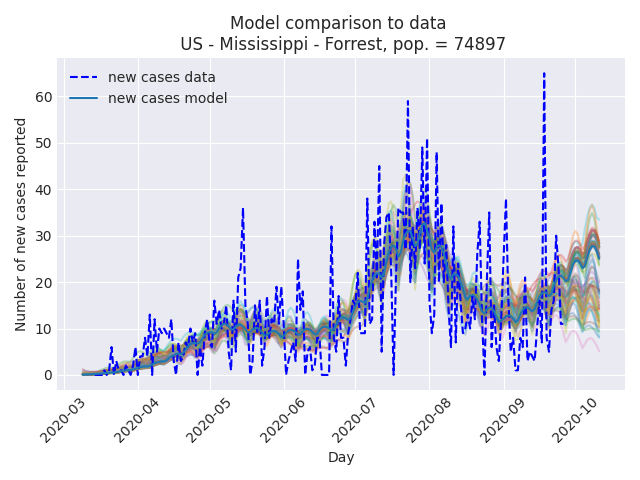 Model comparison to data
US - Mississippi - Forrest, pop. = 74897
new cases data
new cases model
Number of new cases reported
60
50
40
30
20
10
0
2020-03
2020-04
2020-05
2020-06
2020-07
2020-08
2020-09
2020-10
Day